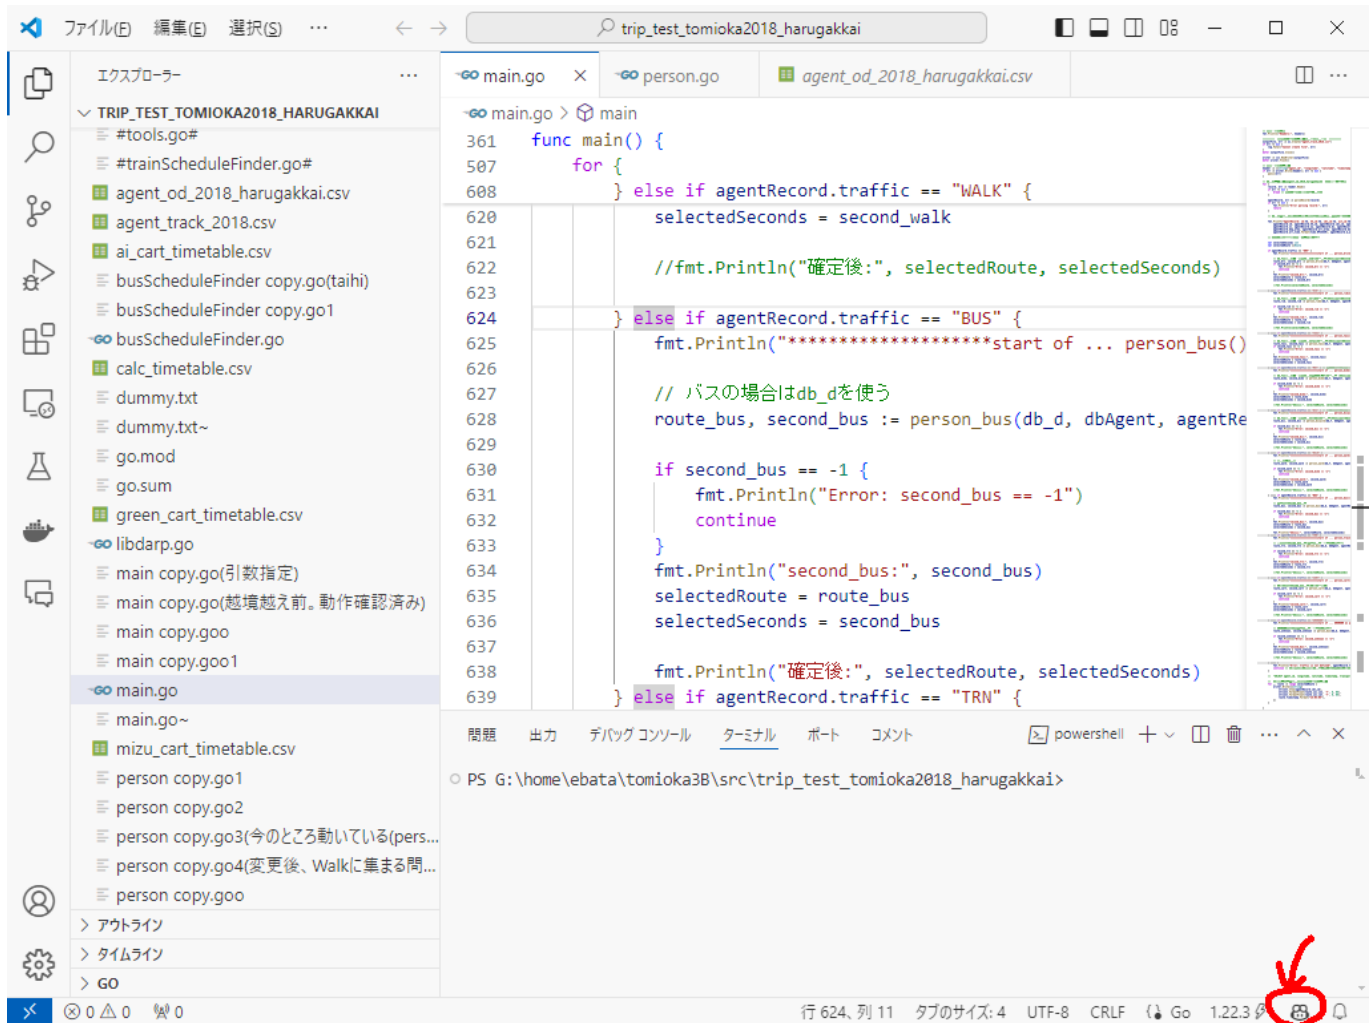 ファイル(F) 編集(E) 選択(S) … trip_test_tomioka2018_harugakkai
エクスプローラー
TRIP_TEST_TOMIOKA2018_HARUGAKKAI
#tools.go#
#trainScheduleFinder.go#
agent_od_2018_harugakkai.csv
agent_track_2018.csv
ai_cart_timetable.csv
busScheduleFinder copy.go(taihi)
busScheduleFinder copy.go1
busScheduleFinder.go
calc_timetable.csv
dummy.txt
dummy.txt~
go.mod
go.sum
green_cart_timetable.csv
libdarp.go
main copy.go(引数指定)
main copy.go(越境越え前。動作確認済み)
main copy.goo
main copy.goo1
main.go
main.go~
mizu_cart_timetable.csv
person copy.go1
person copy.go2
person copy.go3(今のところ動いている(pers...
person copy.go4(変更後、Walkに集まる問...
person copy.goo
アウトライン
タイムライン
GO
main.go person.go agent_od_2018_harugakkai.csv
main.go > main
361 func main() {
507 for {
608 } else if agentRecord.traffic == "WALK" {
620 selectedSeconds = second_walk
621
622 //fmt.Println("確定後:", selectedRoute, selectedSeconds)
623
624 } else if agentRecord.traffic == "BUS" {
625 fmt.Println("********************start of ... person_bus()
626
627 // バスの場合はdb_dを使う
628 route_bus, second_bus := person_bus(db_d, dbAgent, agentRe
629
630 if second_bus == -1 {
631 fmt.Println("Error: second_bus == -1")
632 continue
633 }
634 fmt.Println("second_bus:", second_bus)
635 selectedRoute = route_bus
636 selectedSeconds = second_bus
637
638 fmt.Println("確定後:", selectedRoute, selectedSeconds)
639 } else if agentRecord.traffic == "TRN" {
問題 出力 デバッグ コンソール ターミナル ポート コメント powershell
PS G:\home\ebata\tomioka3B\src\trip_test_tomioka2018_harugakkai>
0 0 0 行 624、列 11 タブのサイズ: 4 UTF-8 CRLF Go 1.22.3